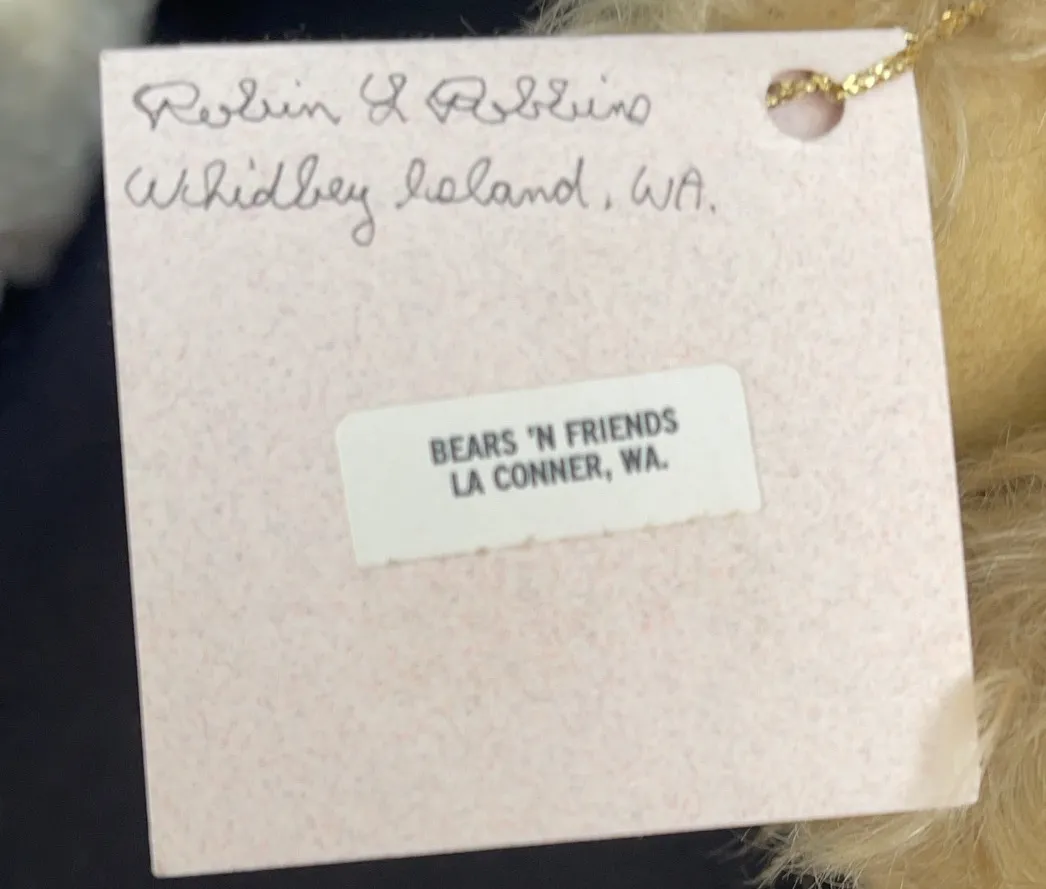 Robin L Robbins
Whidbey Island, WA.
BEARS 'N FRIENDS
LA CONNER, WA.